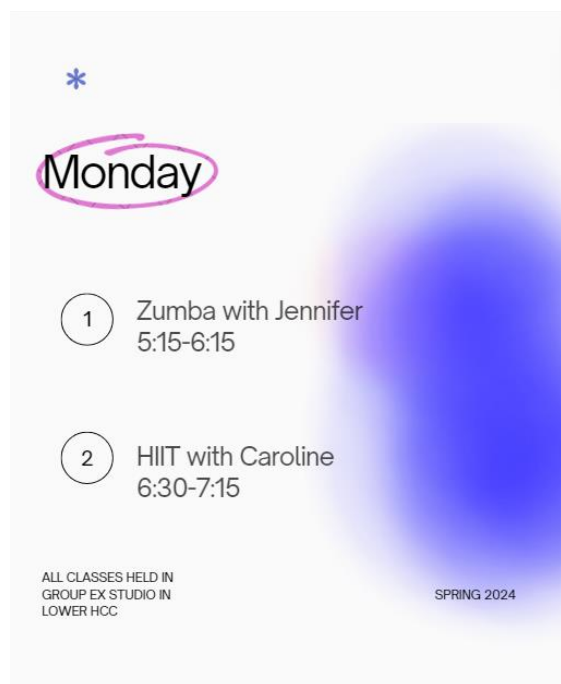 *
Monday
1
Zumba with Jennifer
5:15-6:15
2
HIIT with Caroline
6:30-7:15
ALL CLASSES HELD IN
GROUP EX STUDIO IN
LOWER HCC
SPRING 2024